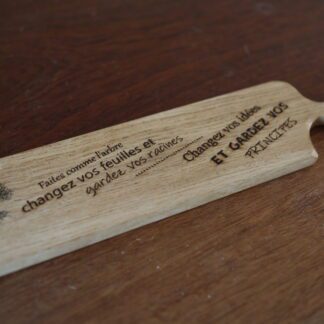 Faites comme l'arbre
changez vos feuilles et
gardez vos racines
Changez vos idées
ET GARDEZ VOS
PRINCIPES